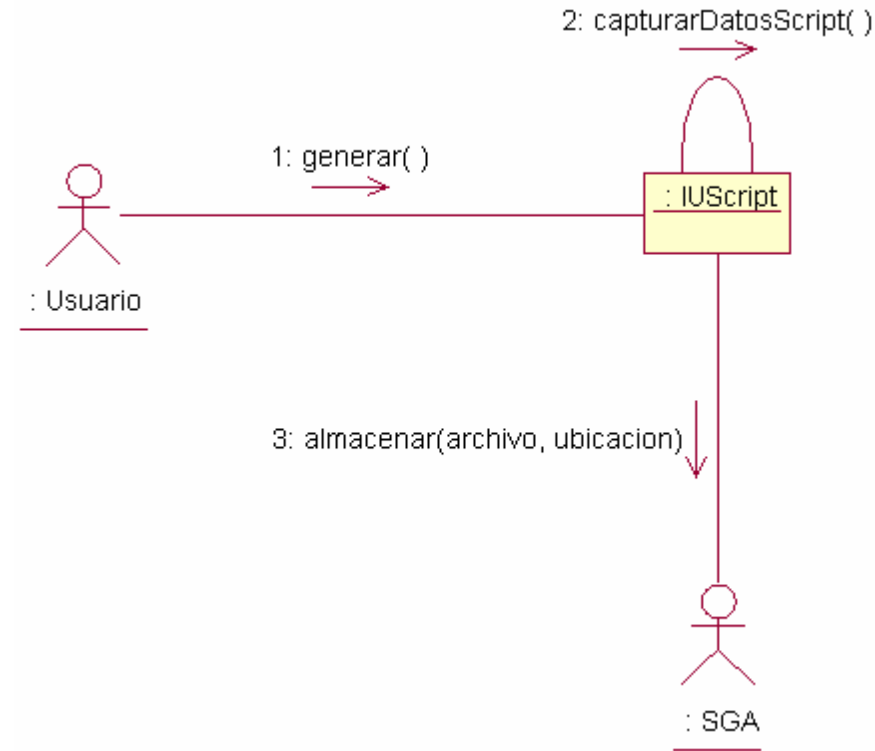 2: capturarDatosScript( )
1: generar( )
: IUScript
: Usuario
3: almacenar(archivo, ubicacion)
: SGA